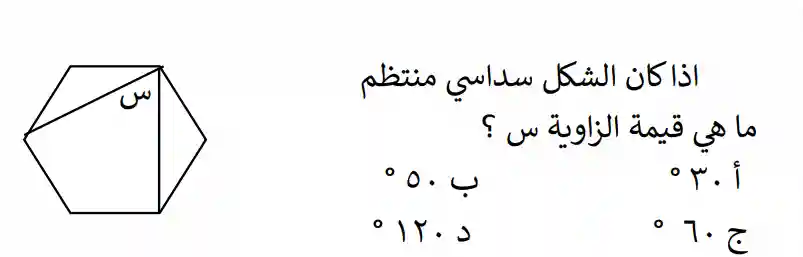 اذا كان الشكل سداسي منتظم
ما هي قيمة الزاوية س ؟
أ ٣٠ °
ب ٥٠ °
ج ٦٠ °
د ١٢٠ °
س